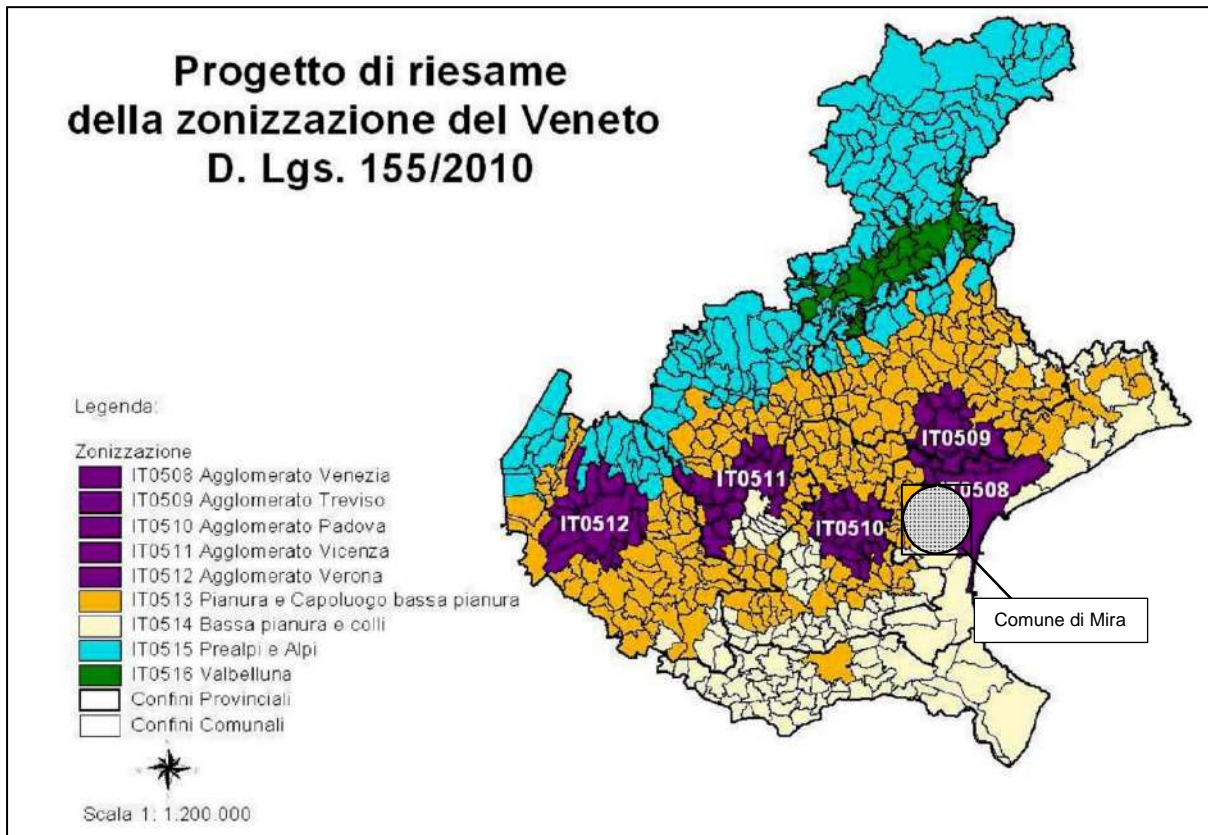 Progetto di riesame
della zonizzazione del Veneto
D. Lgs. 155/2010
Legenda:
Zonizzazione
IT0508 Agglomerato Venezia
IT0509 Agglomerato Treviso
IT0510 Agglomerato Padova
IT0511 Agglomerato Vicenza
IT0512 Agglomerato Verona
IT0513 Pianura e Capoluogo bassa pianura
IT0514 Bassa pianura e colli
IT0515 Prealpi e Alpi
IT0516 Valbelluna
Confini Provinciali
Confini Comunali
Scala 1: 1.200.000
IT0509
IT0511
IT0508
IT0512
IT0510
Comune di Mira